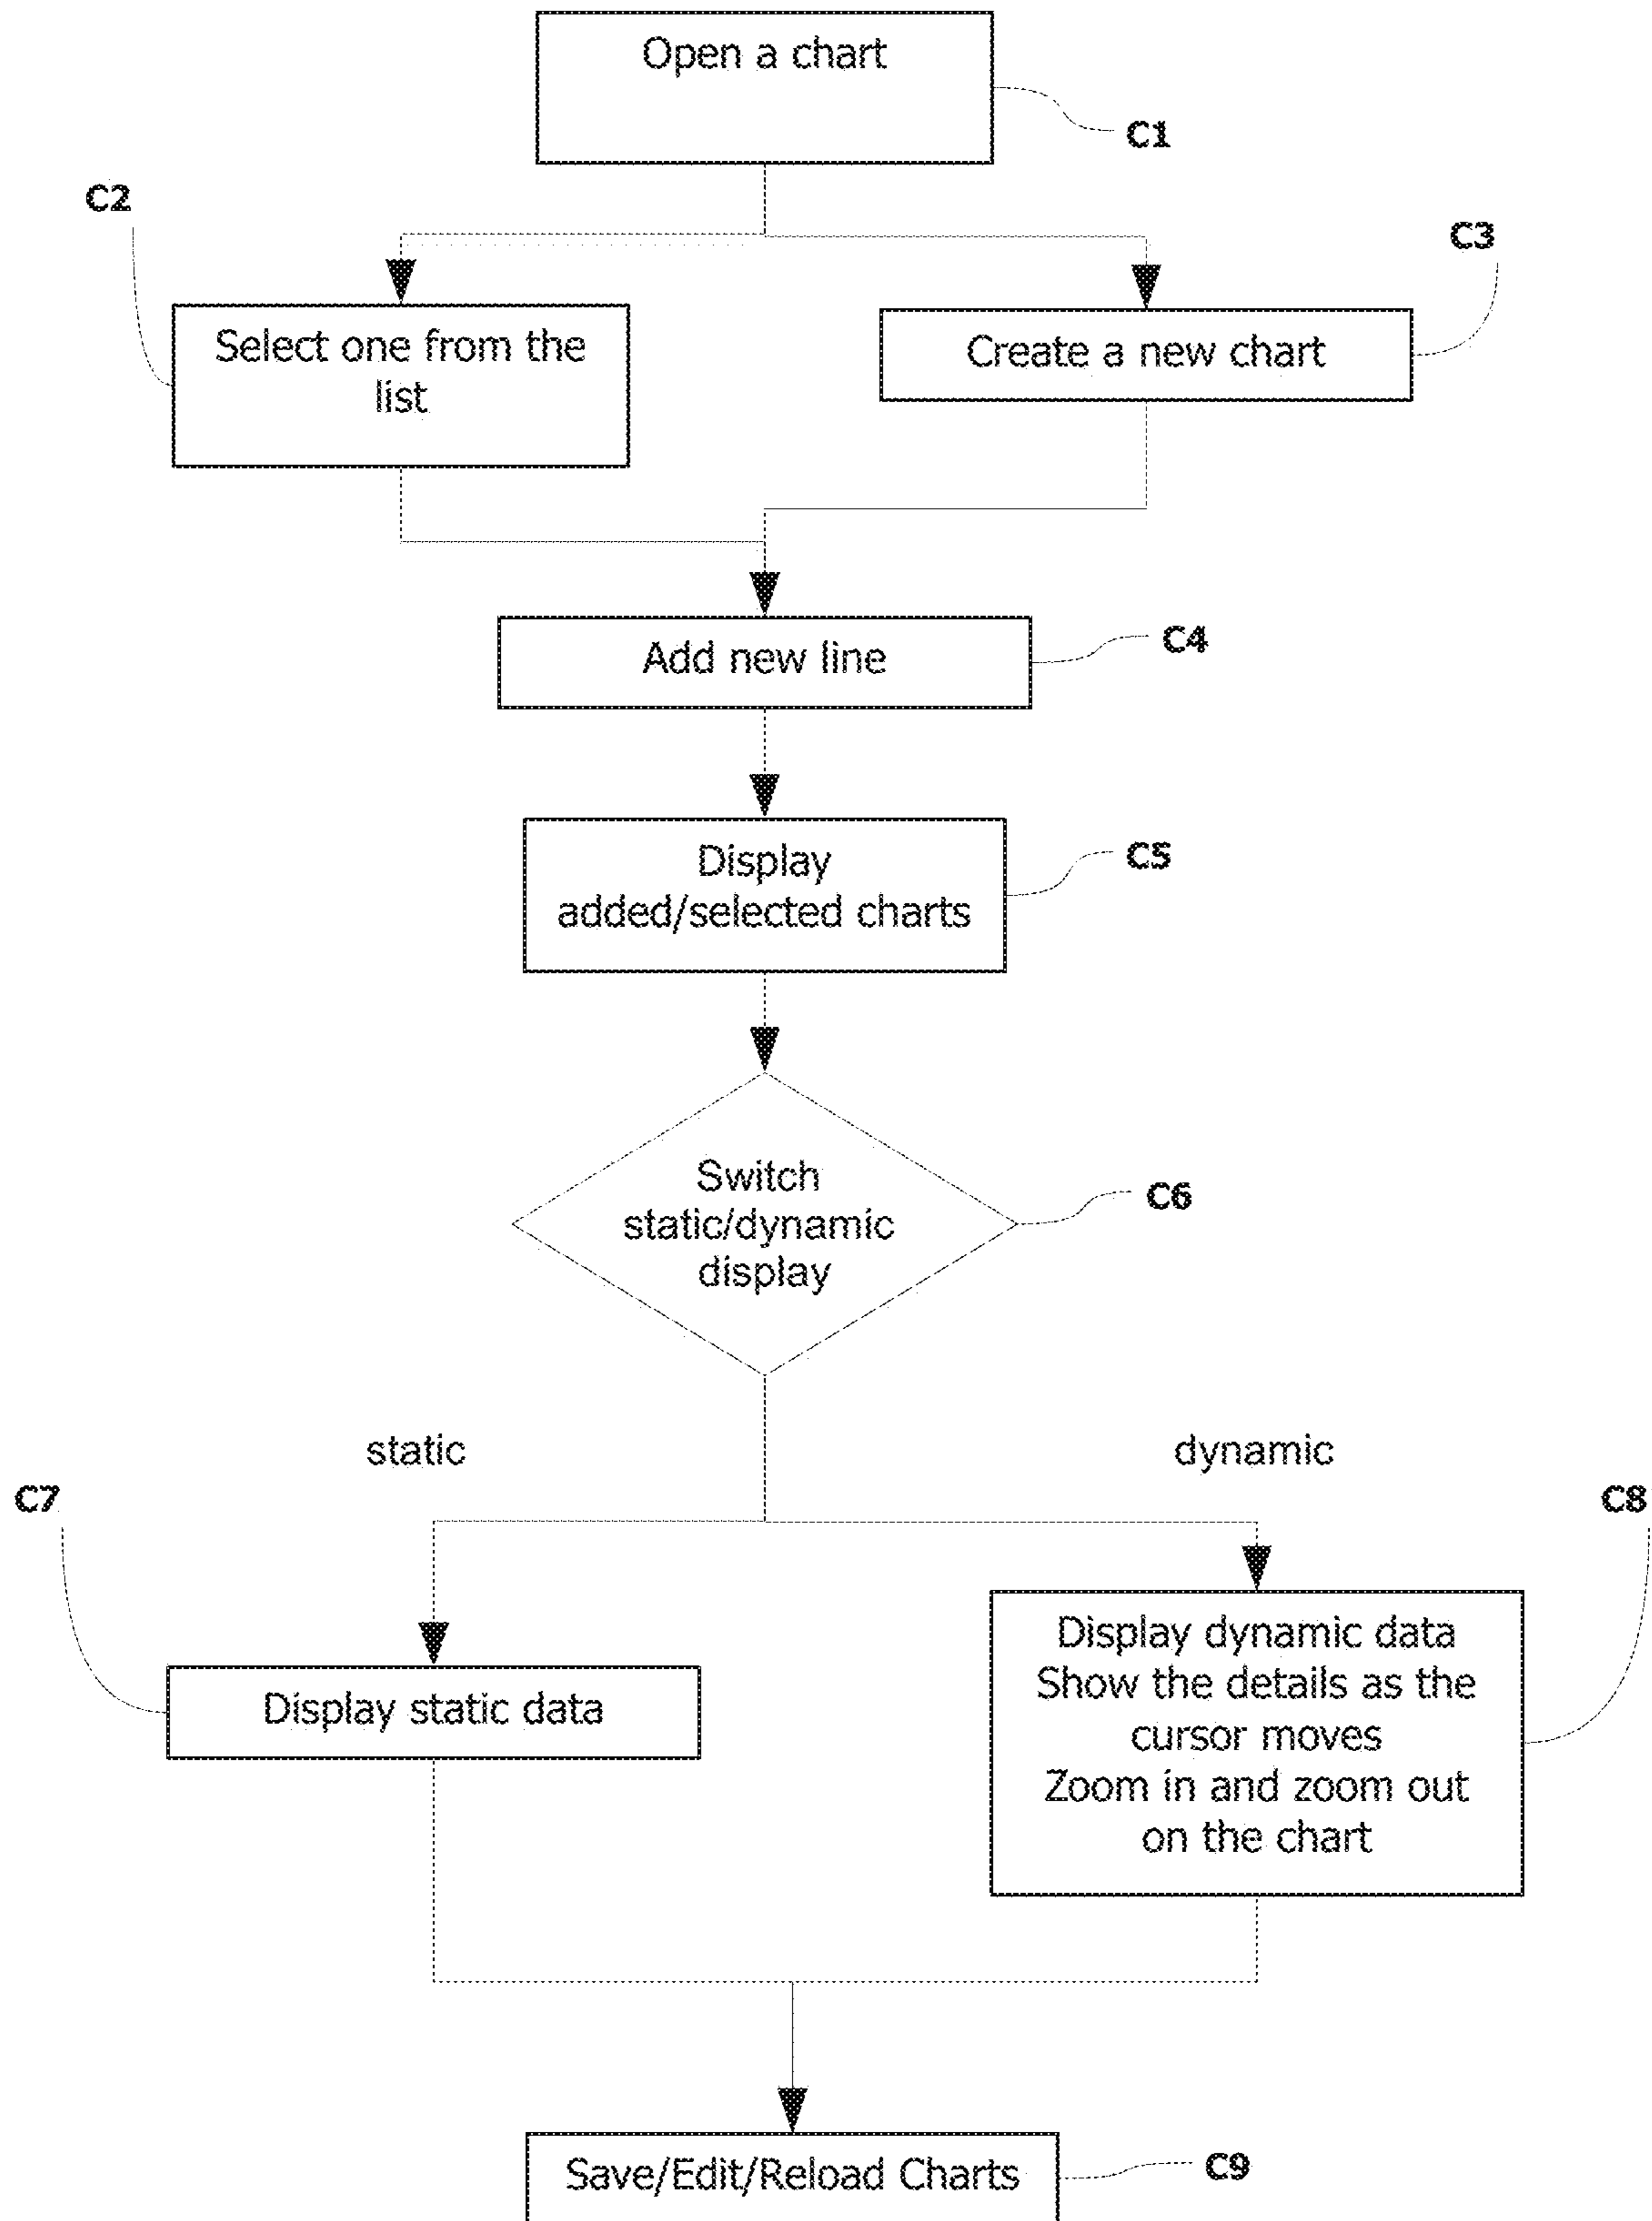 Open a chart
C1
C2
C3
Select one from the
list
Create a new chart
Add new line
C4
Display
added/selected charts
C5
Switch
static/dynamic
display
C6
static
dynamic
C7
C8
Display static data
Display dynamic data
Show the details as the
cursor moves
Zoom in and zoom out
on the chart
Save/Edit/Reload Charts
C9